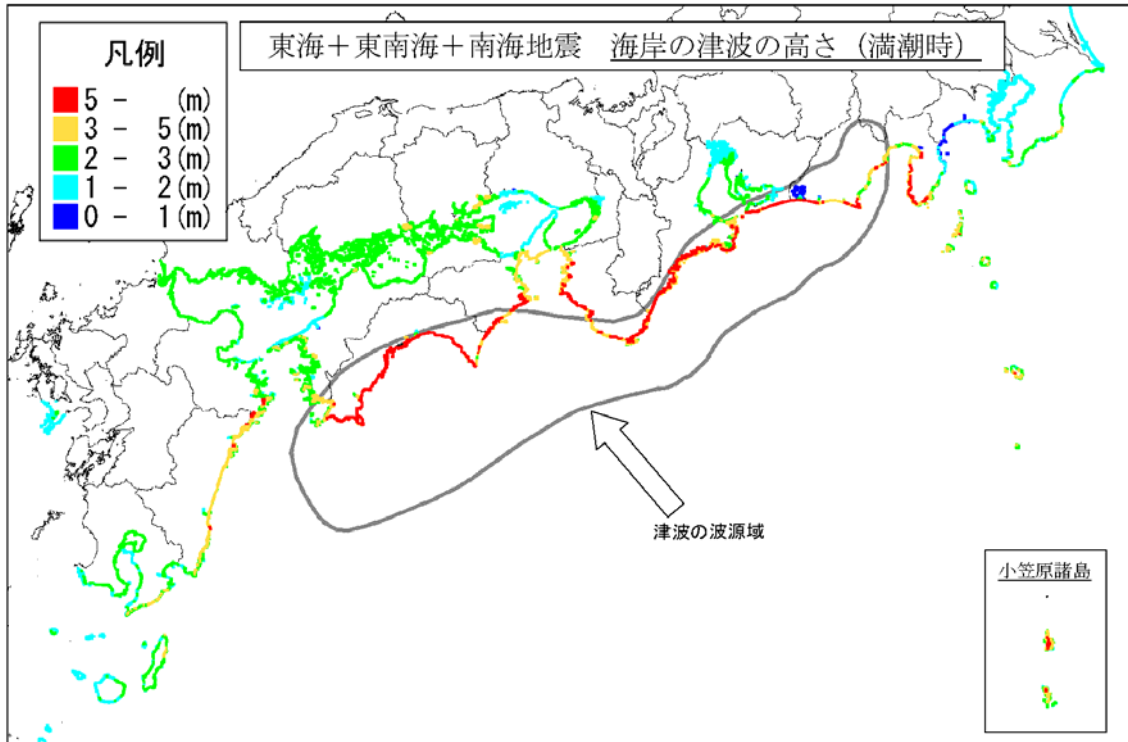 東海+東南海+南海地震 海岸の津波の高さ(満潮時)
凡例
5 - (m)
3 - 5(m)
2 - 3(m)
1 - 2(m)
0 - 1(m)
津波の波源域
小笠原諸島